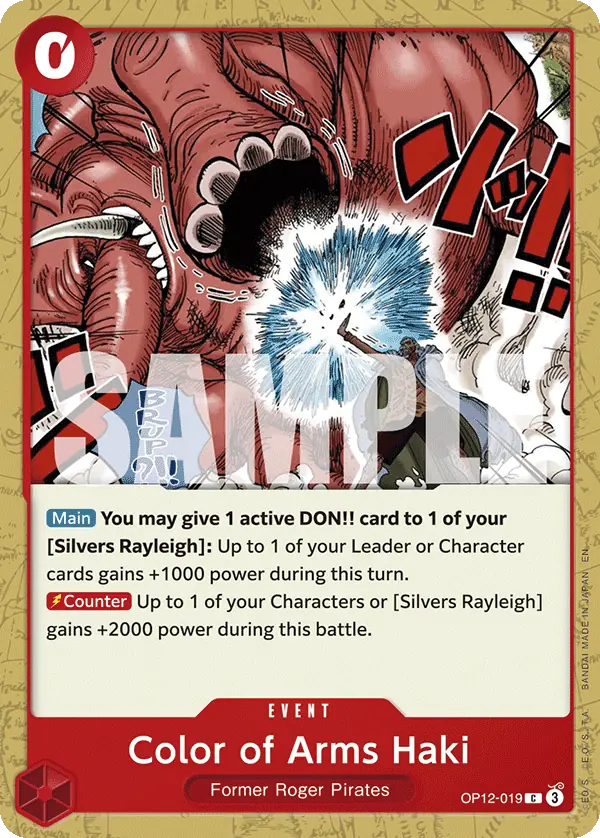 0
SAMPLE
BRUP?!!
Main You may give 1 active DON!! card to 1 of your
[Silvers Rayleigh]: Up to 1 of your Leader or Character
cards gains +1000 power during this turn.
⚡Counter Up to 1 of your Characters or [Silvers Rayleigh]
gains +2000 power during this battle.
EVENT
Color of Arms Haki
Former Roger Pirates
OP12-019 C 3
©E.O./S. ©E.O./S.,T.A. BANDAI MADE IN JAPAN EN